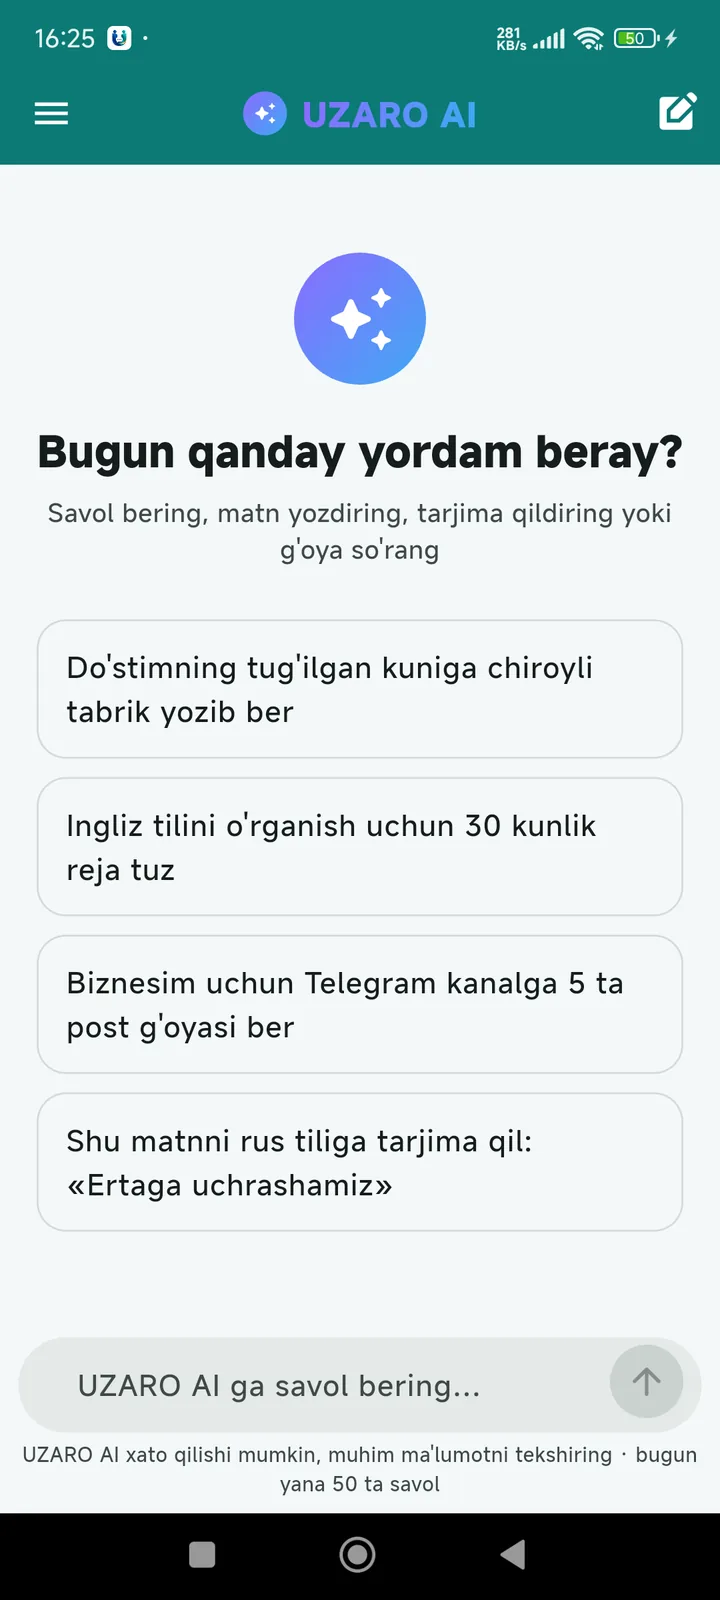 16:25
281
KB/s
50
UZARO AI
Bugun qanday yordam beray?
Savol bering, matn yozdiring, tarjima qildiring yoki
g'oya so'rang
Do'stimning tug'ilgan kuniga chiroyli
tabrik yozib ber
Ingliz tilini o'rganish uchun 30 kunlik
reja tuz
Biznesim uchun Telegram kanalga 5 ta
post g'oyasi ber
Shu matnni rus tiliga tarjima qil:
«Ertaga uchrashamiz»
UZARO AI ga savol bering...
UZARO AI xato qilishi mumkin, muhim ma'lumotni tekshiring · bugun
yana 50 ta savol